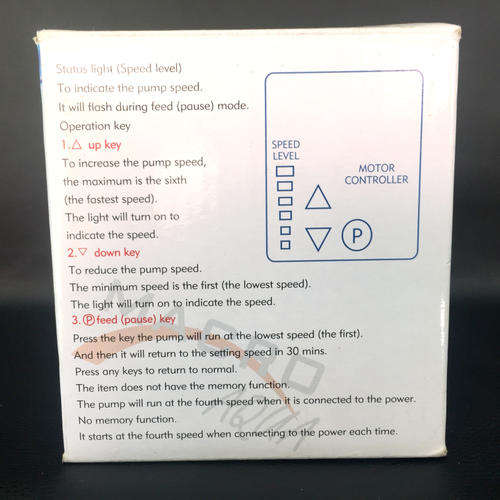 Status light (Speed level)
To indicate the pump speed.
It will flash during feed (pause) mode.
Operation key
1.△ up key
To increase the pump speed,
the maximum is the sixth
(the fastest speed).
The light will turn on to
indicate the speed.
2.▽ down key
To reduce the pump speed.
The minimum speed is the first (the lowest speed).
The light will turn on to indicate the speed.
3.Ⓟfeed (pause) key
Press the key the pump will run at the lowest speed (the first).
And then it will return to the setting speed in 30 mins.
Press any keys to return to normal.
The item does not have the memory function.
The pump will run at the fourth speed when it is connected to the power.
No memory function.
It starts at the fourth speed when connecting to the power each time.
SPEED
LEVEL
MOTOR
CONTROLLER
P
MACRO
AQUA